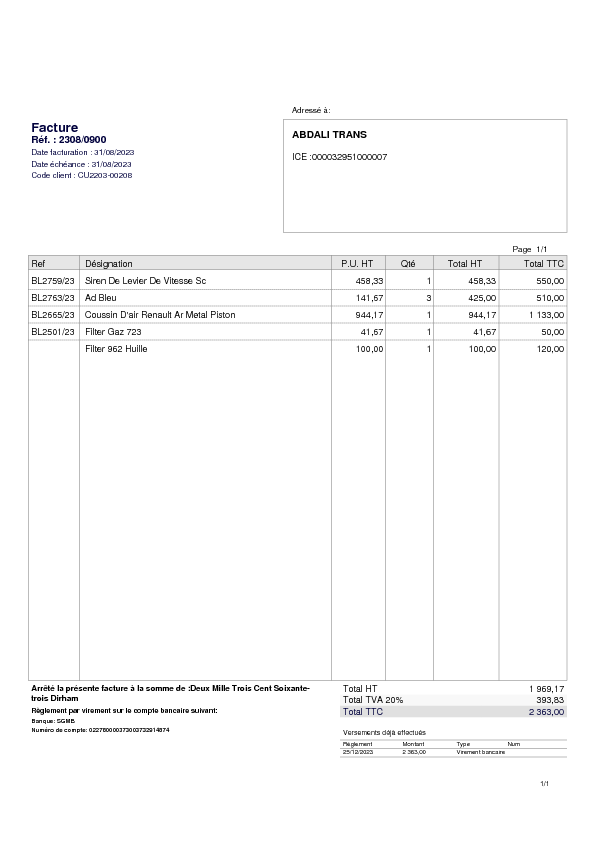 Adressé à:
Facture
Réf. : 2308/0900
Date facturation : 31/08/2023
Date échéance : 31/08/2023
Code client : CU2203-00208
ABDALI TRANS
ICE :000032951000007
Page 1/1
Ref Désignation P.U. HT Qté Total HT Total TTC
BL2759/23 Siren De Levier De Vitesse Sc 458,33 1 458,33 550,00
BL2763/23 Ad Bleu 141,67 3 425,00 510,00
BL2665/23 Coussin D'air Renault Ar Metal Piston 944,17 1 944,17 1 133,00
BL2501/23 Filter Gaz 723 41,67 1 41,67 50,00
Filter 962 Huille 100,00 1 100,00 120,00
Arrêté la présente facture à la somme de :Deux Mille Trois Cent Soixante-
trois Dirham
Règlement par virement sur le compte bancaire suivant:
Banque: SGMB
Numéro de compte:
Total HT 1 969,17
Total TVA 20% 393,83
Total TTC 2 363,00
Versements déjà effectués
Règlement Montant Type Num
25/12/2023 2 363,00 Virement bancaire
1/1